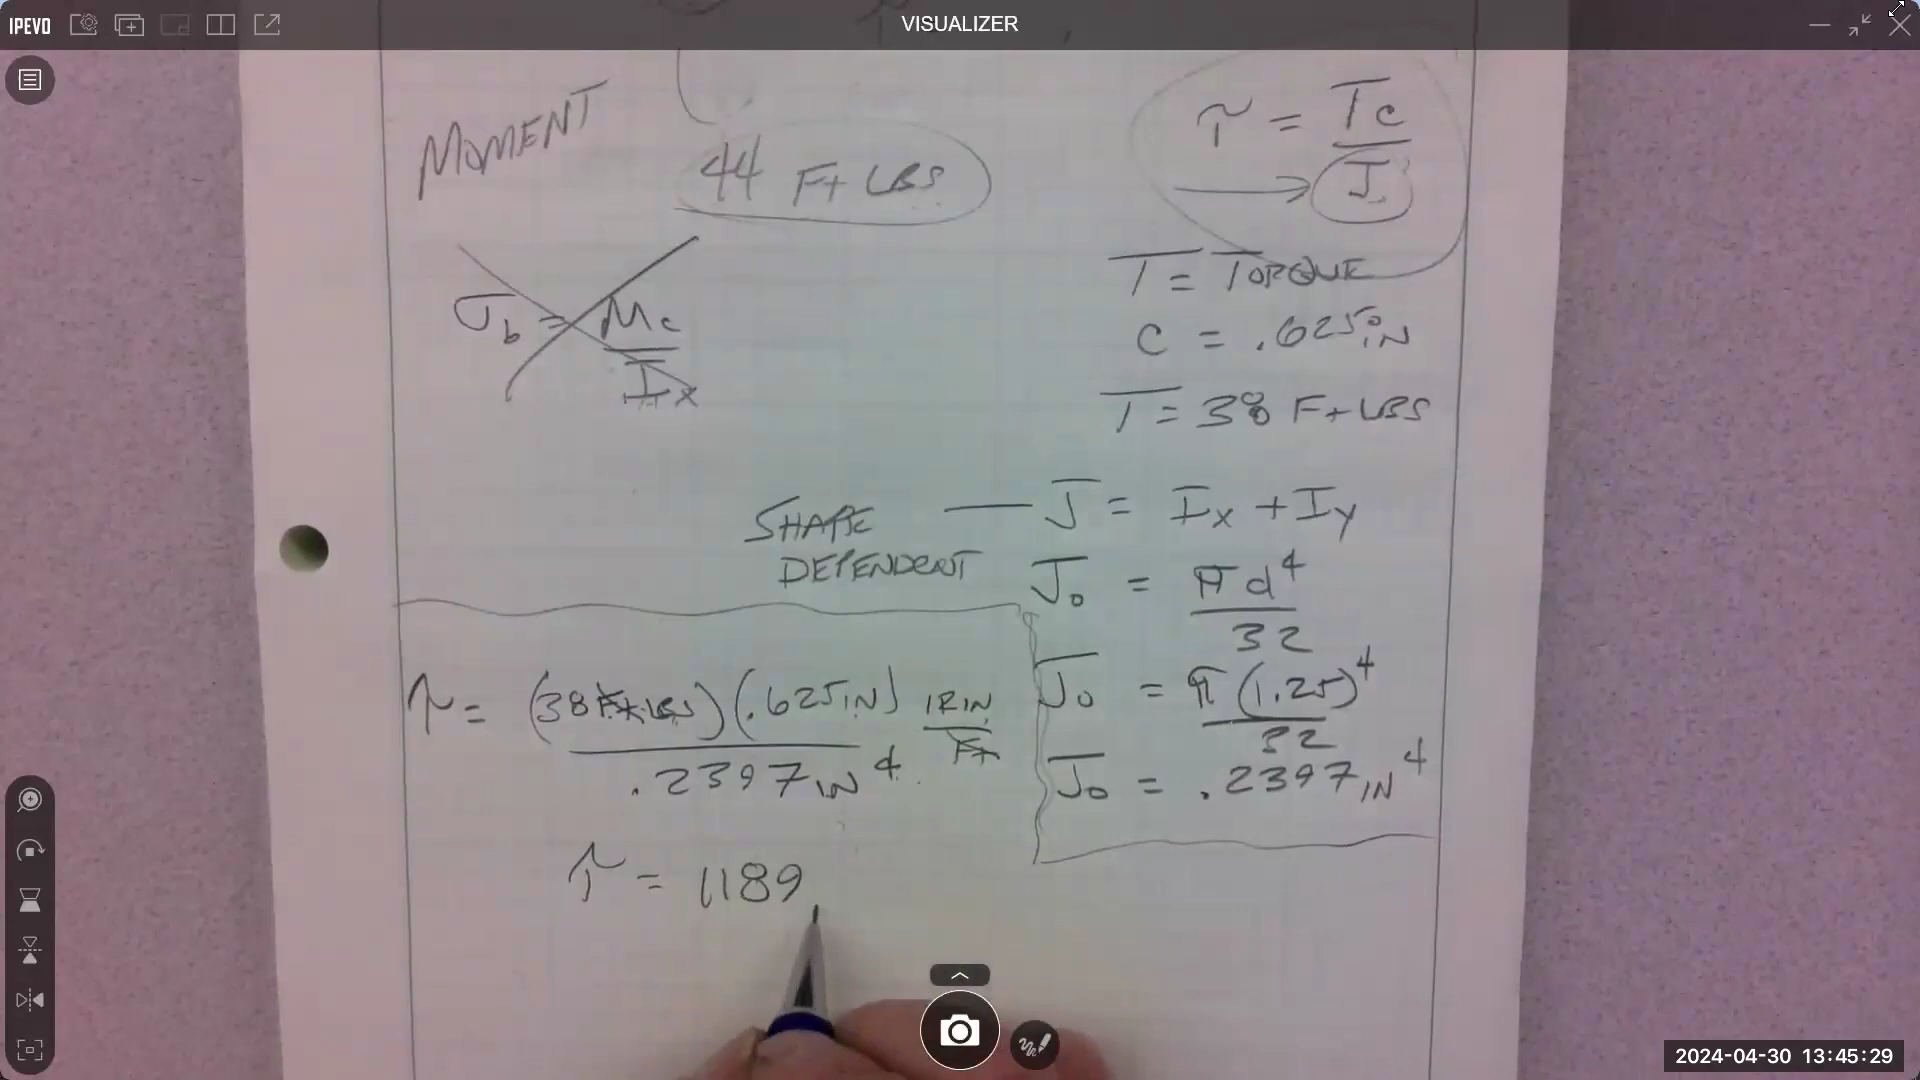 IPEVO
VISUALIZER
MOMENT
44 Ft LBS
τ = Tc
J
σb = Mc
Ix
T = TORQUE
C = .625 IN
T = 38 Ft LBS
SHAPE
DEPENDENT
J = Ix + Iy
Jo = πd⁴
32
Jo = π(1.25)⁴
32
Jo = .2397 IN⁴
τ = (38 Ft LBS)(.625 IN) 12 IN
.2397 IN⁴ Ft
τ = 1189
2024-04-30 13:45:29